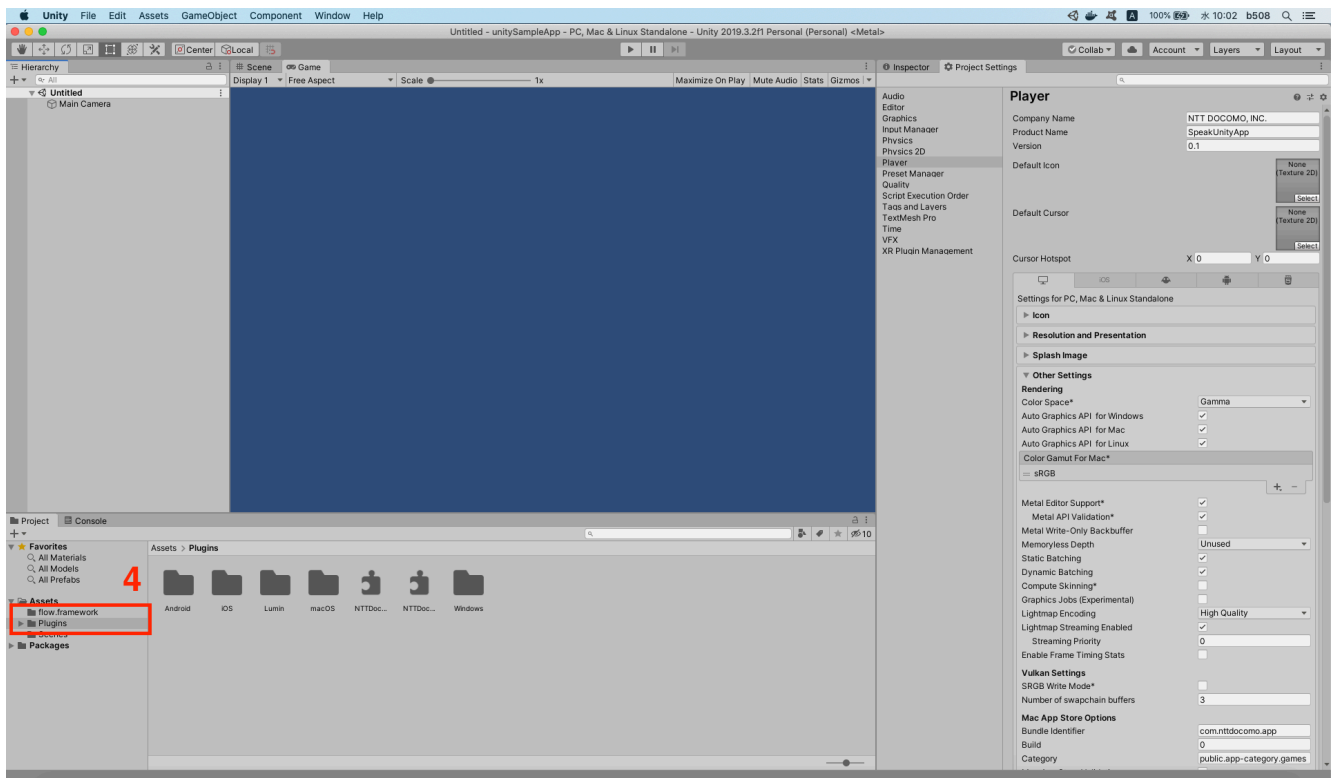 Unity File Edit Assets GameObject Component Window Help 100% 10:02 b508
Untitled - unitySampleApp - PC, Mac & Linux Standalone - Unity 2019.3.2f1 Personal (Personal) <Metal>
Center Local Collab Account Layers Layout
Hierarchy
All
Untitled
Main Camera
Scene Game
Display 1 Free Aspect Scale 1x Maximize On Play Mute Audio Stats Gizmos
Project Console
10
Favorites
All Materials
All Models
All Prefabs
4
Assets
flow.framework
Plugins
Scenes
Packages
Assets > Plugins
Android iOS Lumin macOS NTTDoc... NTTDoc... Windows
Inspector Project Settings
Audio
Editor
Graphics
Input Manager
Physics
Physics 2D
Player
Preset Manager
Quality
Script Execution Order
Tags and Layers
TextMesh Pro
Time
VFX
XR Plugin Management
Player
Company Name NTT DOCOMO, INC.
Product Name SpeakUnityApp
Version 0.1
Default Icon None
(Texture 2D)
Select
Default Cursor None
(Texture 2D)
Select
Cursor Hotspot X 0 Y 0
iOS
Settings for PC, Mac & Linux Standalone
Icon
Resolution and Presentation
Splash Image
Other Settings
Rendering
Color Space* Gamma
Auto Graphics API for Windows
Auto Graphics API for Mac
Auto Graphics API for Linux
Color Gamut For Mac*
sRGB
Metal Editor Support*
Metal API Validation*
Metal Write-Only Backbuffer
Memoryless Depth Unused
Static Batching
Dynamic Batching
Compute Skinning*
Graphics Jobs (Experimental)
Lightmap Encoding High Quality
Lightmap Streaming Enabled
Streaming Priority 0
Enable Frame Timing Stats
Vulkan Settings
SRGB Write Mode*
Number of swapchain buffers 3
Mac App Store Options
Bundle Identifier com.nttdocomo.app
Build 0
Category public.app-category.games